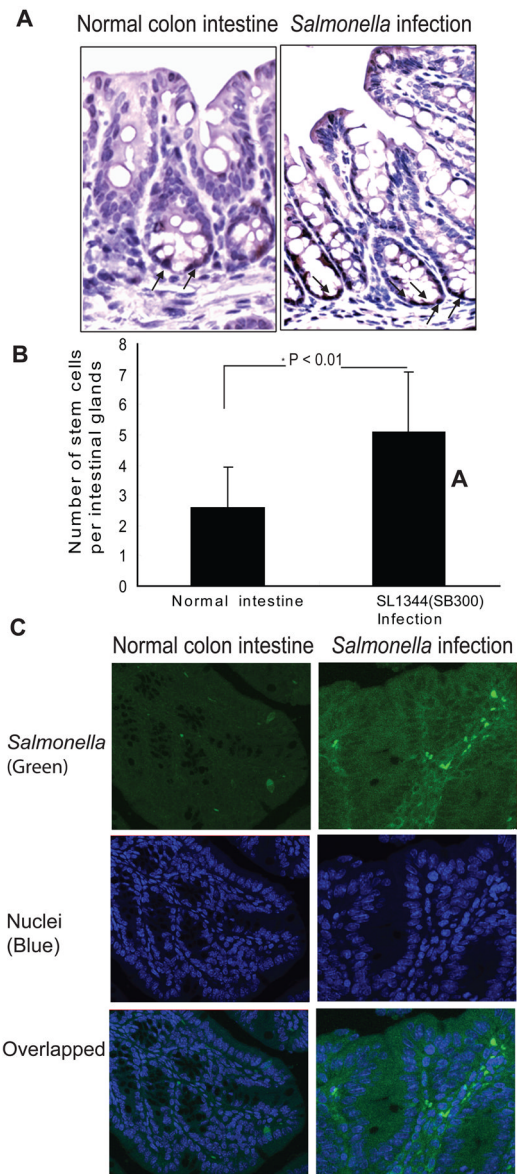 A
Normal colon intestine Salmonella infection
B
Number of stem cells
per intestinal glands
8
7
6
5
4
3
2
1
0
* P < 0.01
A
Normal intestine
SL1344(SB300)
Infection
C
Normal colon intestine Salmonella infection
Salmonella
(Green)
Nuclei
(Blue)
Overlapped